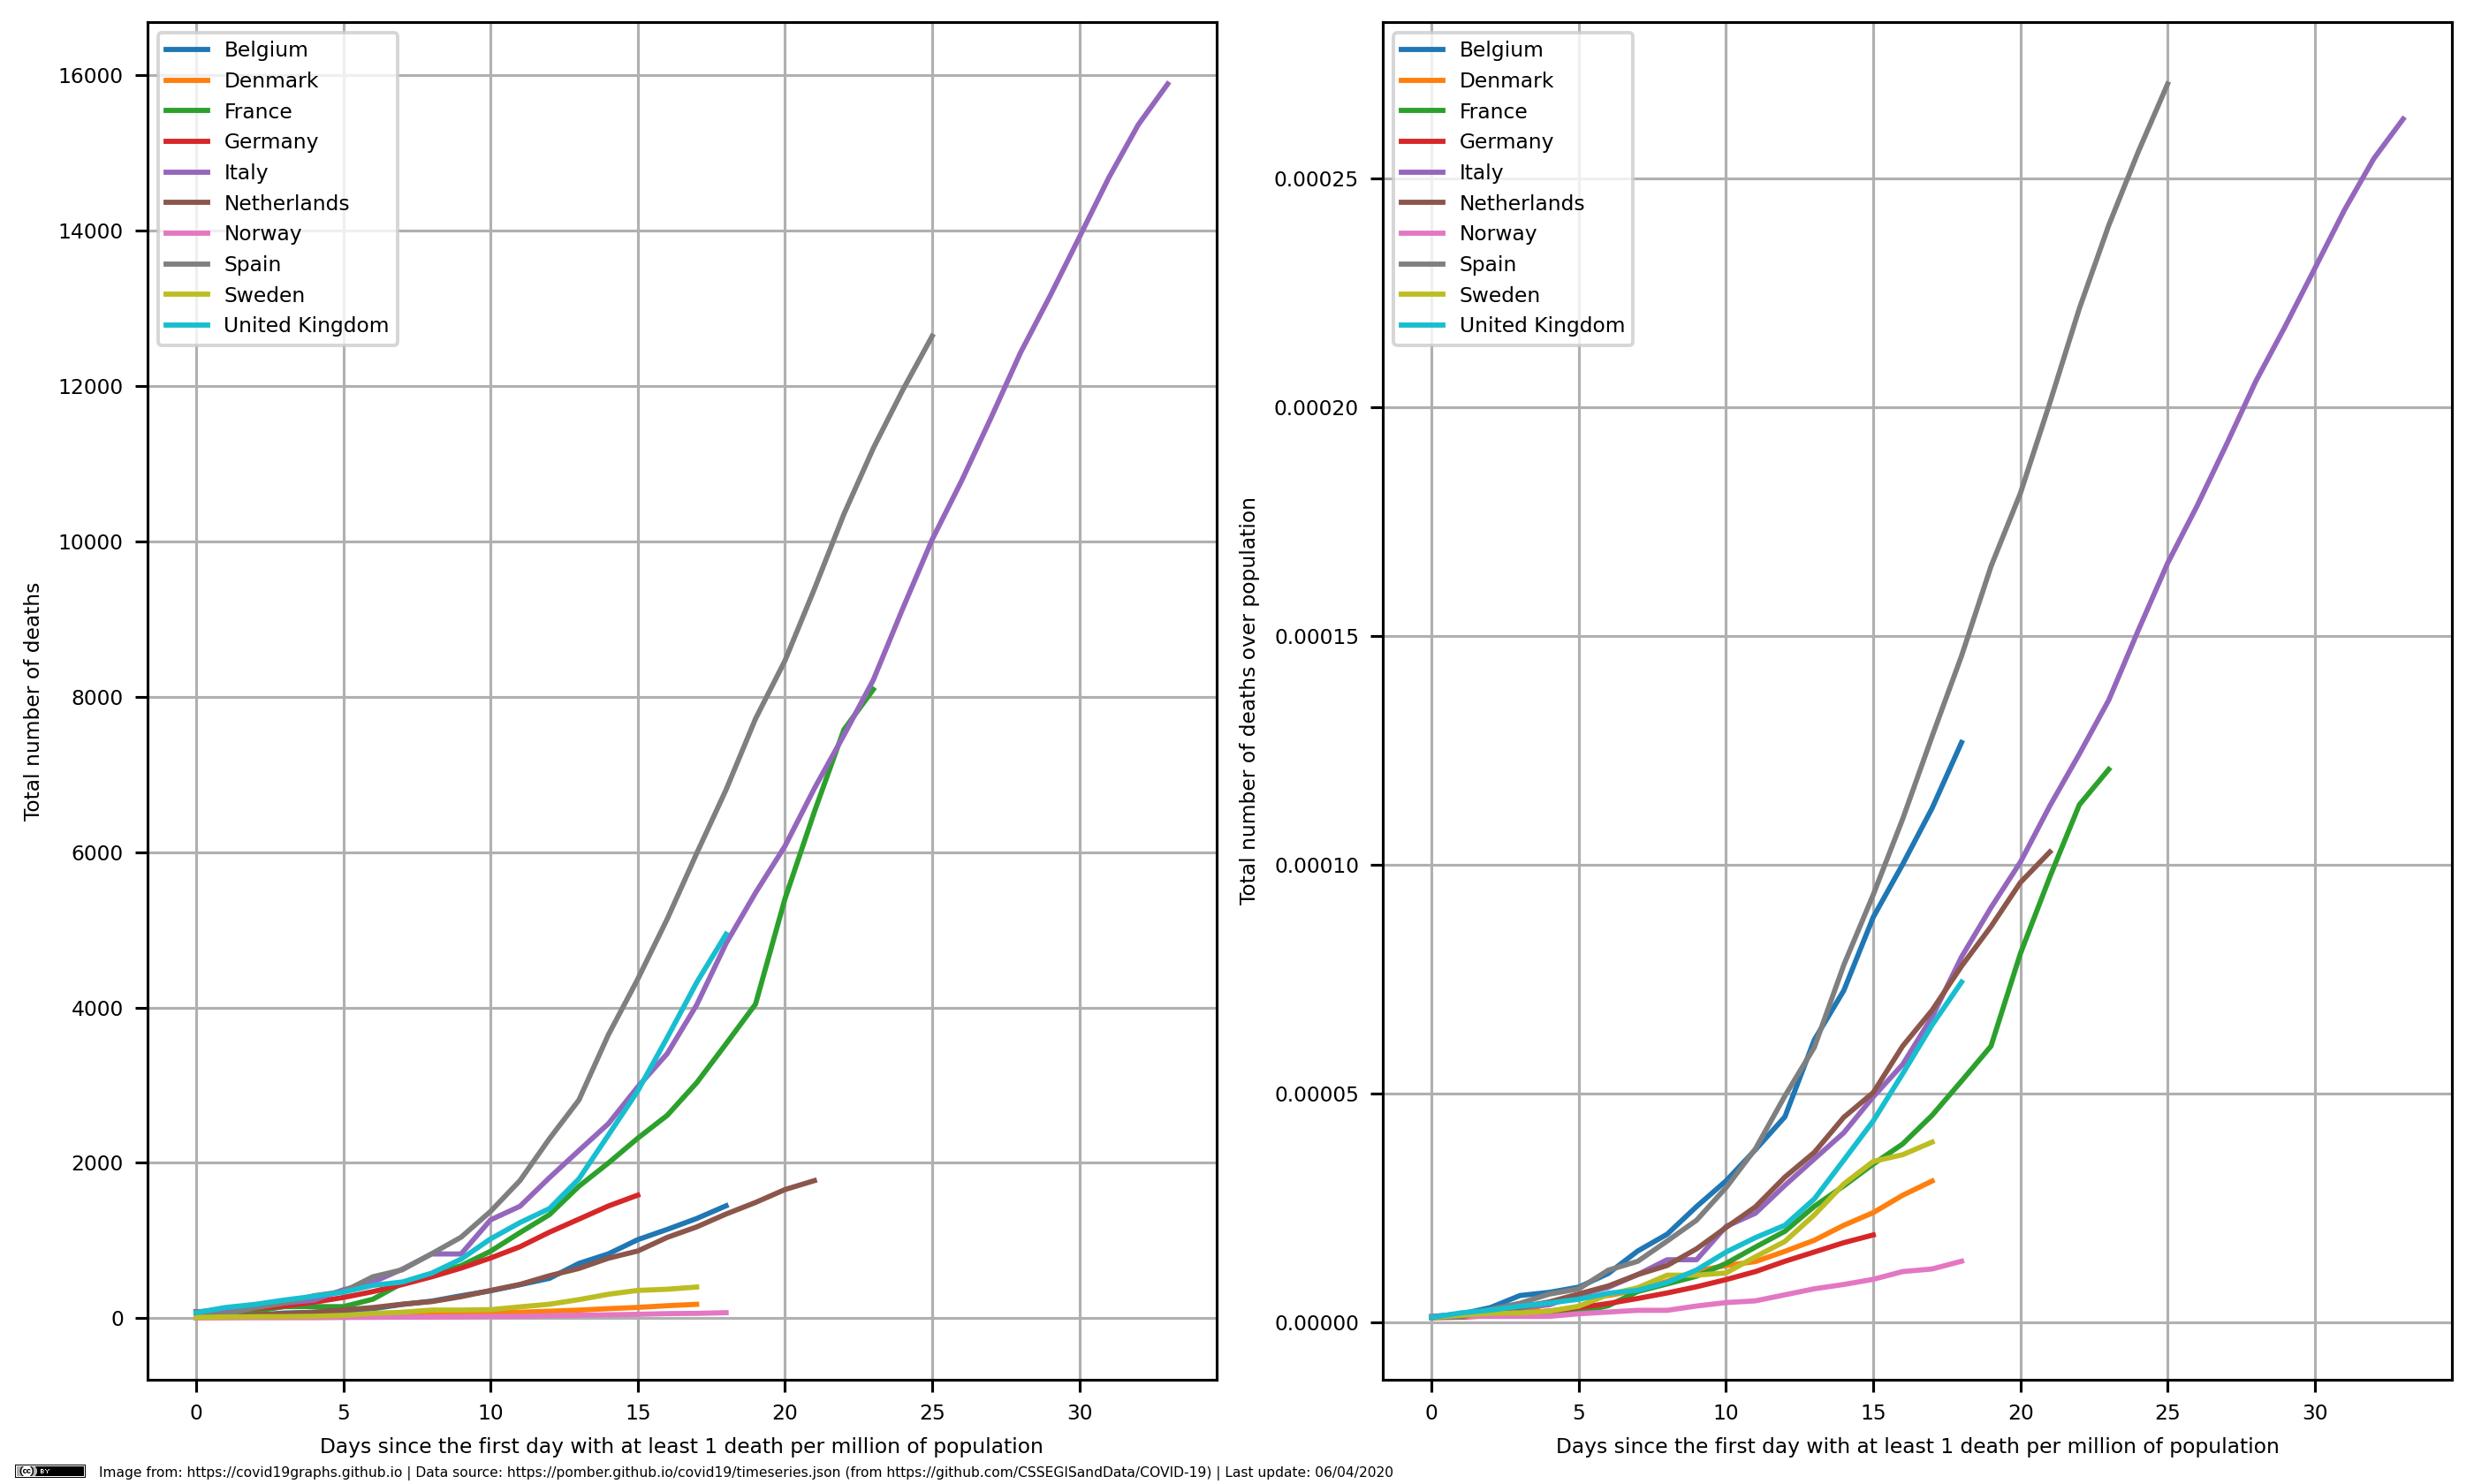 Belgium
Denmark
France
Germany
Italy
Netherlands
Norway
Spain
Sweden
United Kingdom
16000
14000
12000
10000
8000
6000
4000
2000
0
Total number of deaths
0 5 10 15 20 25 30
Days since the first day with at least 1 death per million of population
Belgium
Denmark
France
Germany
Italy
Netherlands
Norway
Spain
Sweden
United Kingdom
0.00025
0.00020
0.00015
0.00010
0.00005
0.00000
Total number of deaths over population
0 5 10 15 20 25 30
Days since the first day with at least 1 death per million of population
cc BY
Image from: https://covid19graphs.github.io | Data source: https://pomber.github.io/covid19/timeseries.json (from https://github.com/CSSEGISandData/COVID-19) | Last update: 06/04/2020